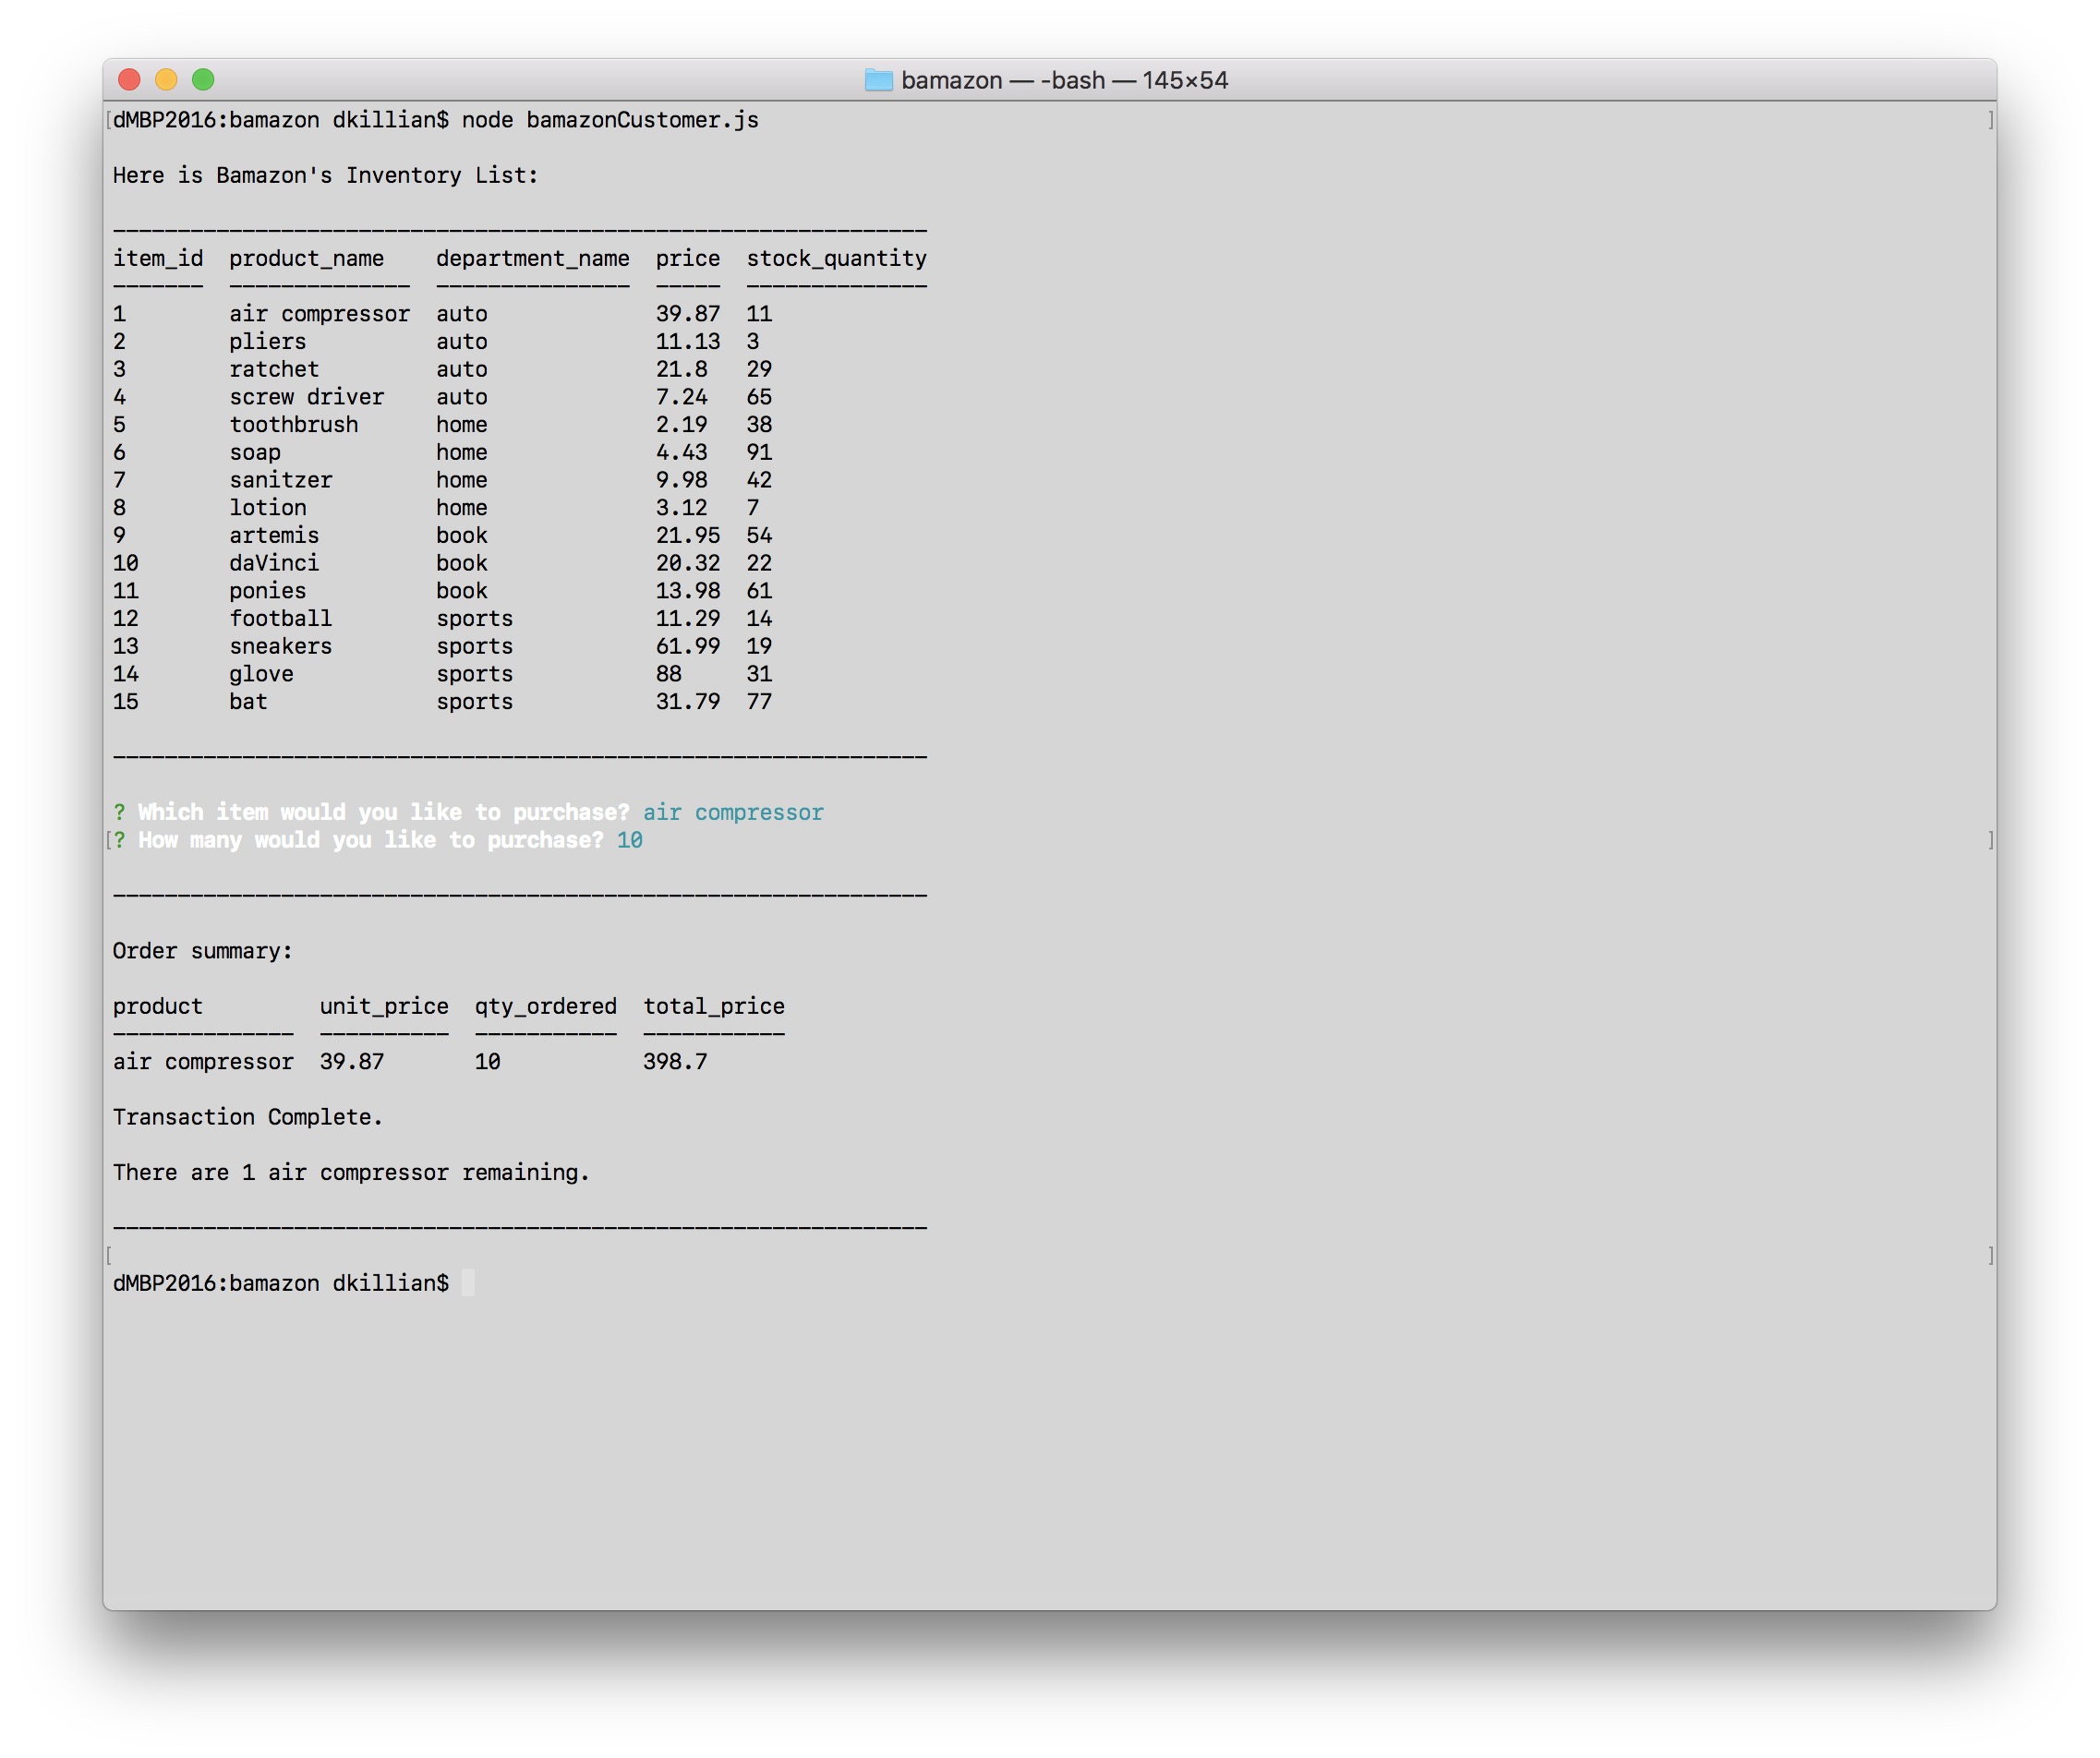 bamazon — -bash — 145×54
dMBP2016:bamazon dkillian$ node bamazonCustomer.js
Here is Bamazon's Inventory List:
item_id  product_name    department_name  price  stock_quantity
1        air compressor  auto             39.87  11
2        pliers          auto             11.13  3
3        ratchet         auto             21.8   29
4        screw driver    auto             7.24   65
5        toothbrush      home             2.19   38
6        soap            home             4.43   91
7        sanitzer        home             9.98   42
8        lotion          home             3.12   7
9        artemis         book             21.95  54
10       daVinci         book             20.32  22
11       ponies          book             13.98  61
12       football        sports           11.29  14
13       sneakers        sports           61.99  19
14       glove           sports           88     31
15       bat             sports           31.79  77
? Which item would you like to purchase? air compressor
? How many would you like to purchase? 10
Order summary:
product         unit_price  qty_ordered  total_price
air compressor  39.87       10           398.7
Transaction Complete.
There are 1 air compressor remaining.
dMBP2016:bamazon dkillian$